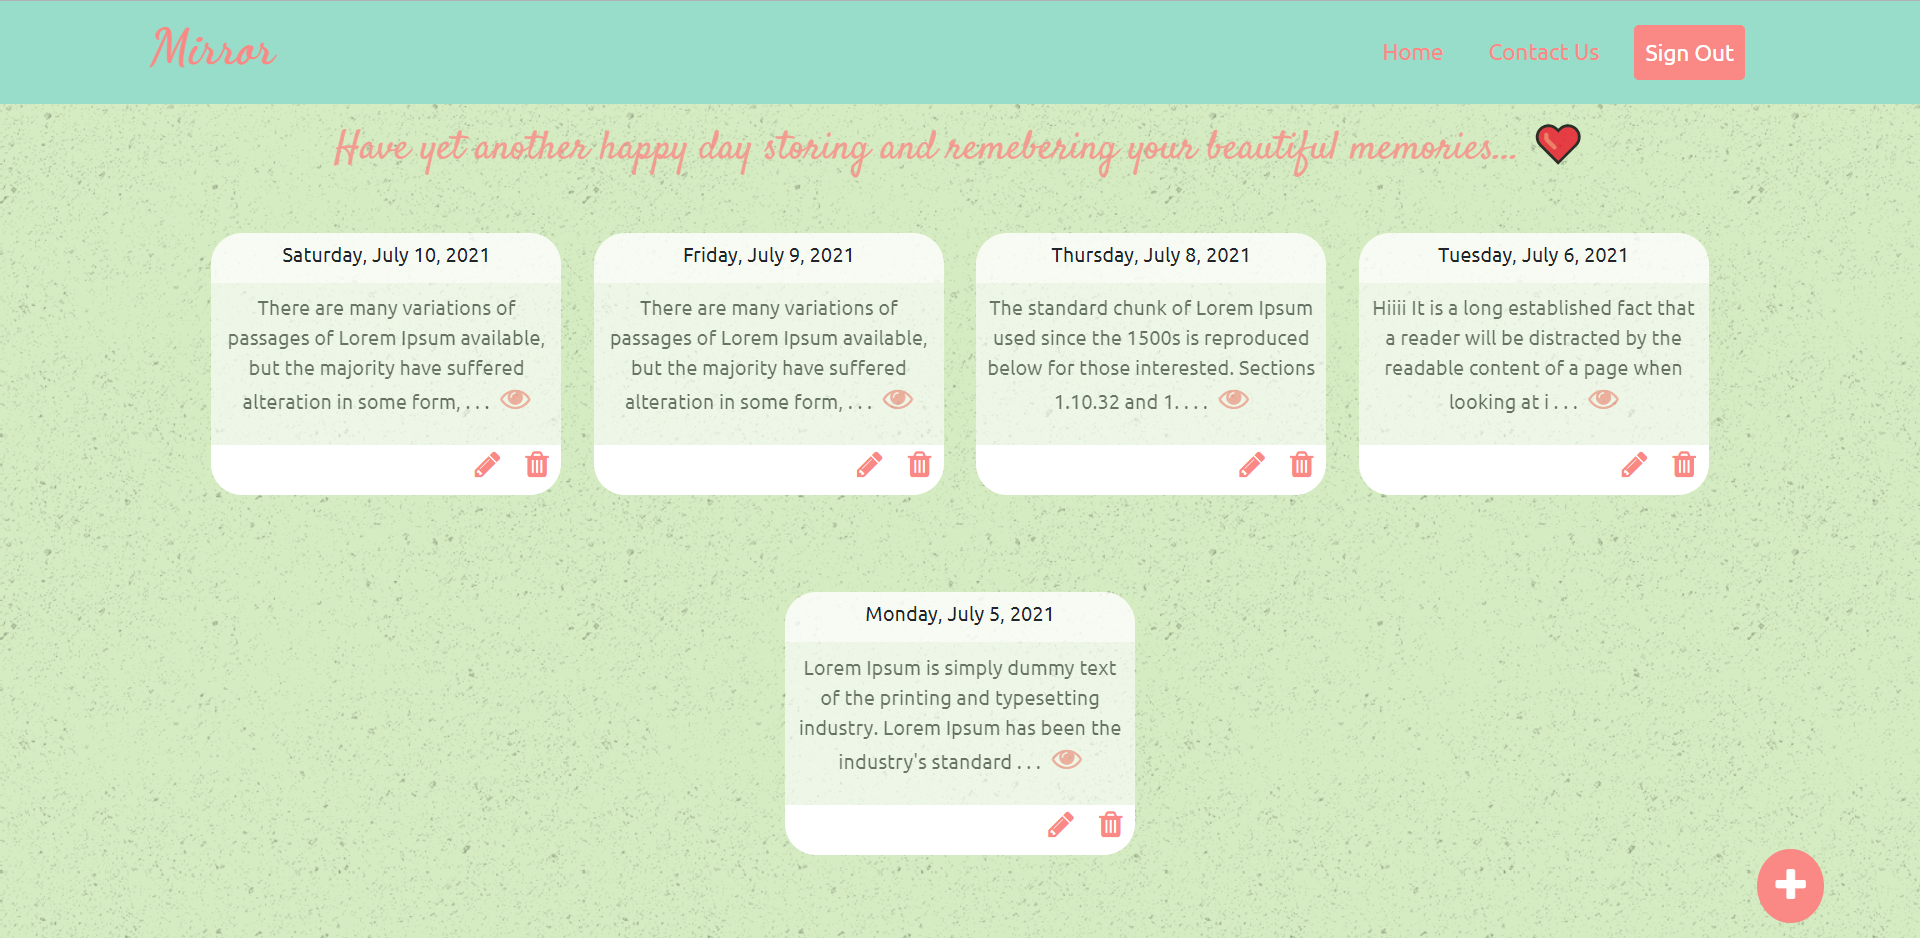 Mirror
Home
Contact Us
Sign Out
Have yet another happy day storing and remebering your beautiful memories...
Saturday, July 10, 2021
There are many variations of
passages of Lorem Ipsum available,
but the majority have suffered
alteration in some form, . . .
Friday, July 9, 2021
There are many variations of
passages of Lorem Ipsum available,
but the majority have suffered
alteration in some form, . . .
Thursday, July 8, 2021
The standard chunk of Lorem Ipsum
used since the 1500s is reproduced
below for those interested. Sections
1.10.32 and 1. . . .
Tuesday, July 6, 2021
Hiiii It is a long established fact that
a reader will be distracted by the
readable content of a page when
looking at i . . .
Monday, July 5, 2021
Lorem Ipsum is simply dummy text
of the printing and typesetting
industry. Lorem Ipsum has been the
industry's standard . . .